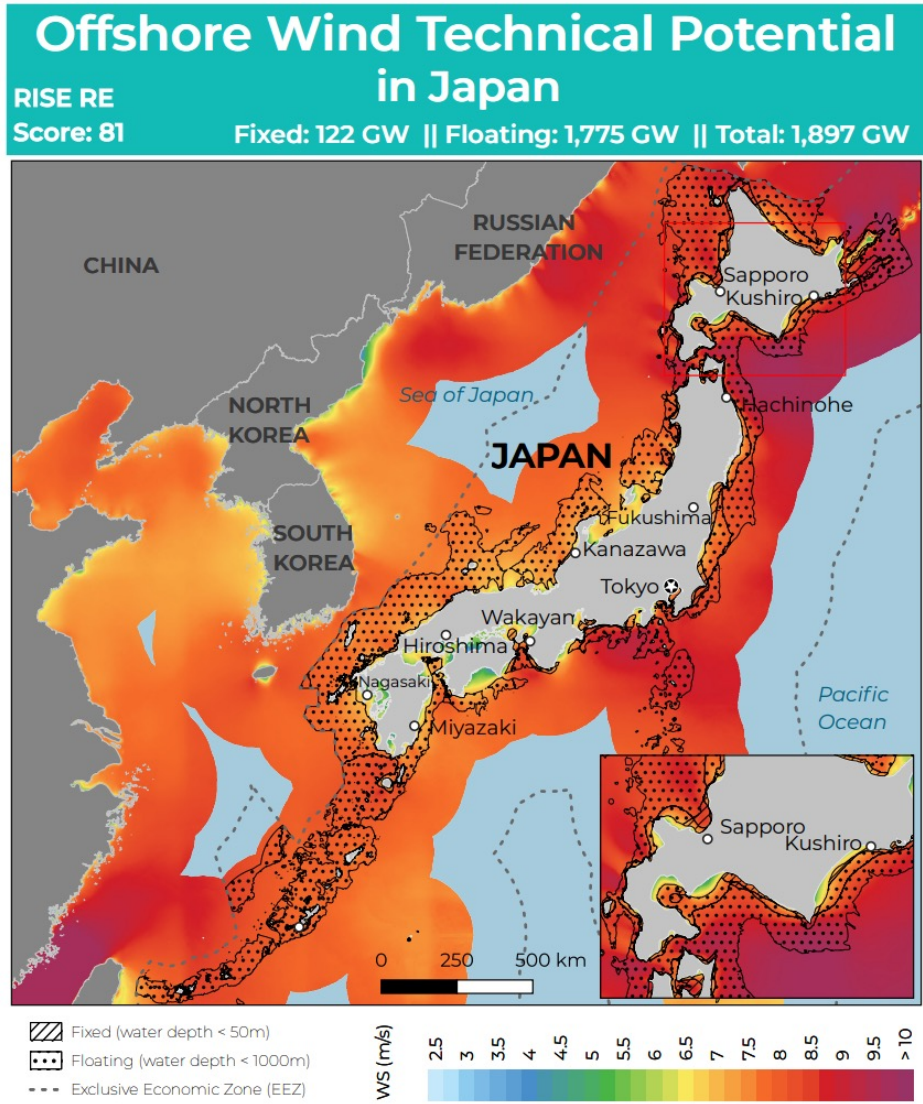 Offshore Wind Technical Potential
in Japan
RISE RE
Score: 81
Fixed: 122 GW || Floating: 1,775 GW || Total: 1,897 GW
RUSSIAN
FEDERATION
CHINA
Sapporo
Kushiro
Sea of Japan
Hachinohe
NORTH
KOREA
JAPAN
SOUTH
KOREA
Fukushima
Kanazawa
Tokyo
Wakayan
Hiroshima
Nagasaki
Miyazaki
Pacific
Ocean
Sapporo
Kushiro
0 250 500 km
Fixed (water depth < 50m)
Floating (water depth < 1000m)
Exclusive Economic Zone (EEZ)
WS (m/s)
2.5 3 3.5 4 4.5 5 5.5 6 6.5 7 7.5 8 8.5 9 9.5 > 10